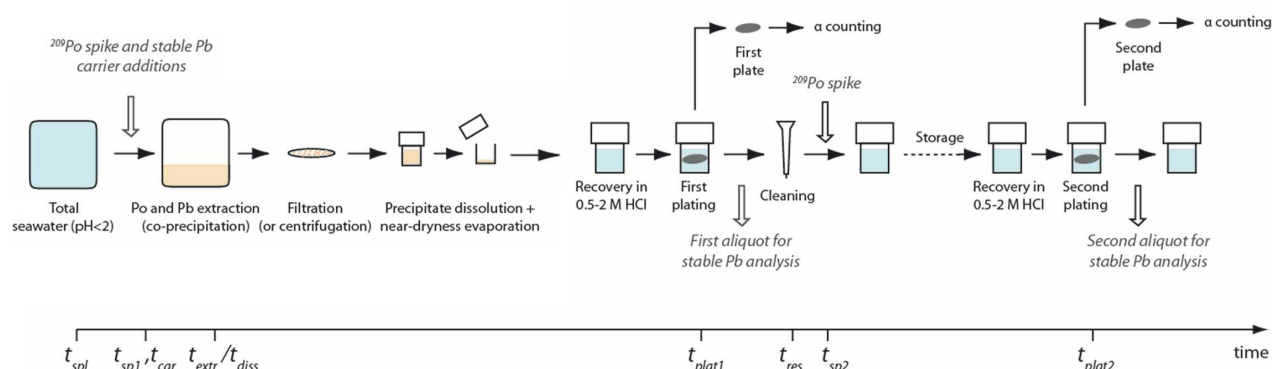 ²⁰⁹Po spike and stable Pb
carrier additions
Total
seawater (pH<2)
Po and Pb extraction
(co-precipitation)
Filtration
(or centrifugation)
Precipitate dissolution +
near-dryness evaporation
Recovery in
0.5-2 M HCl
First
plating
First
plate
α counting
First aliquot for
stable Pb analysis
Cleaning
²⁰⁹Po spike
Storage
Recovery in
0.5-2 M HCl
Second
plating
Second
plate
α counting
Second aliquot for
stable Pb analysis
t_spl t_sp1, t_car t_extr/t_diss t_plat1 t_res t_sp2 t_plat2 time